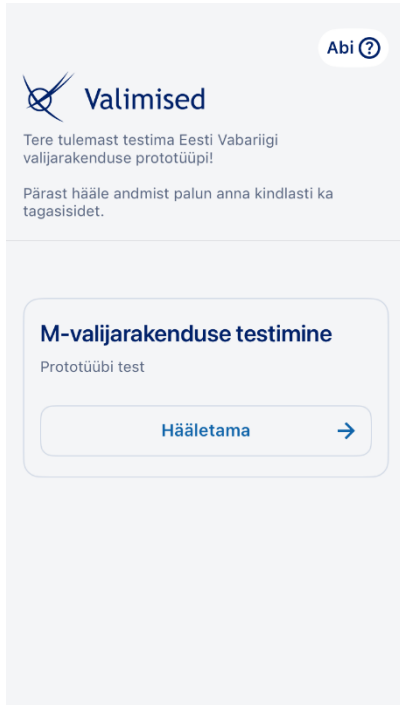 Abi
Valimised
Tere tulemast testima Eesti Vabariigi
valijarakenduse prototüüpi!
Pärast hääle andmist palun anna kindlasti ka
tagasisidet.
M-valijarakenduse testimine
Prototüübi test
Hääletama